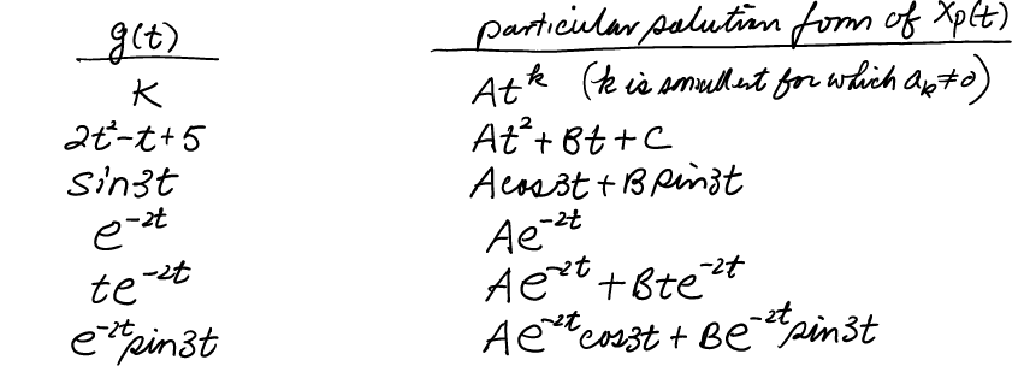 g(t) particular solution form of Xp(t)
K At^k (k is smallest for which a_k≠0)
2t²-t+5 At²+Bt+C
sin3t Acos3t+Bsin3t
e^-2t Ae^-2t
te^-2t Ae^-2t+Bte^-2t
e^-2t sin3t Ae^-2t cos3t+Be^-2t sin3t